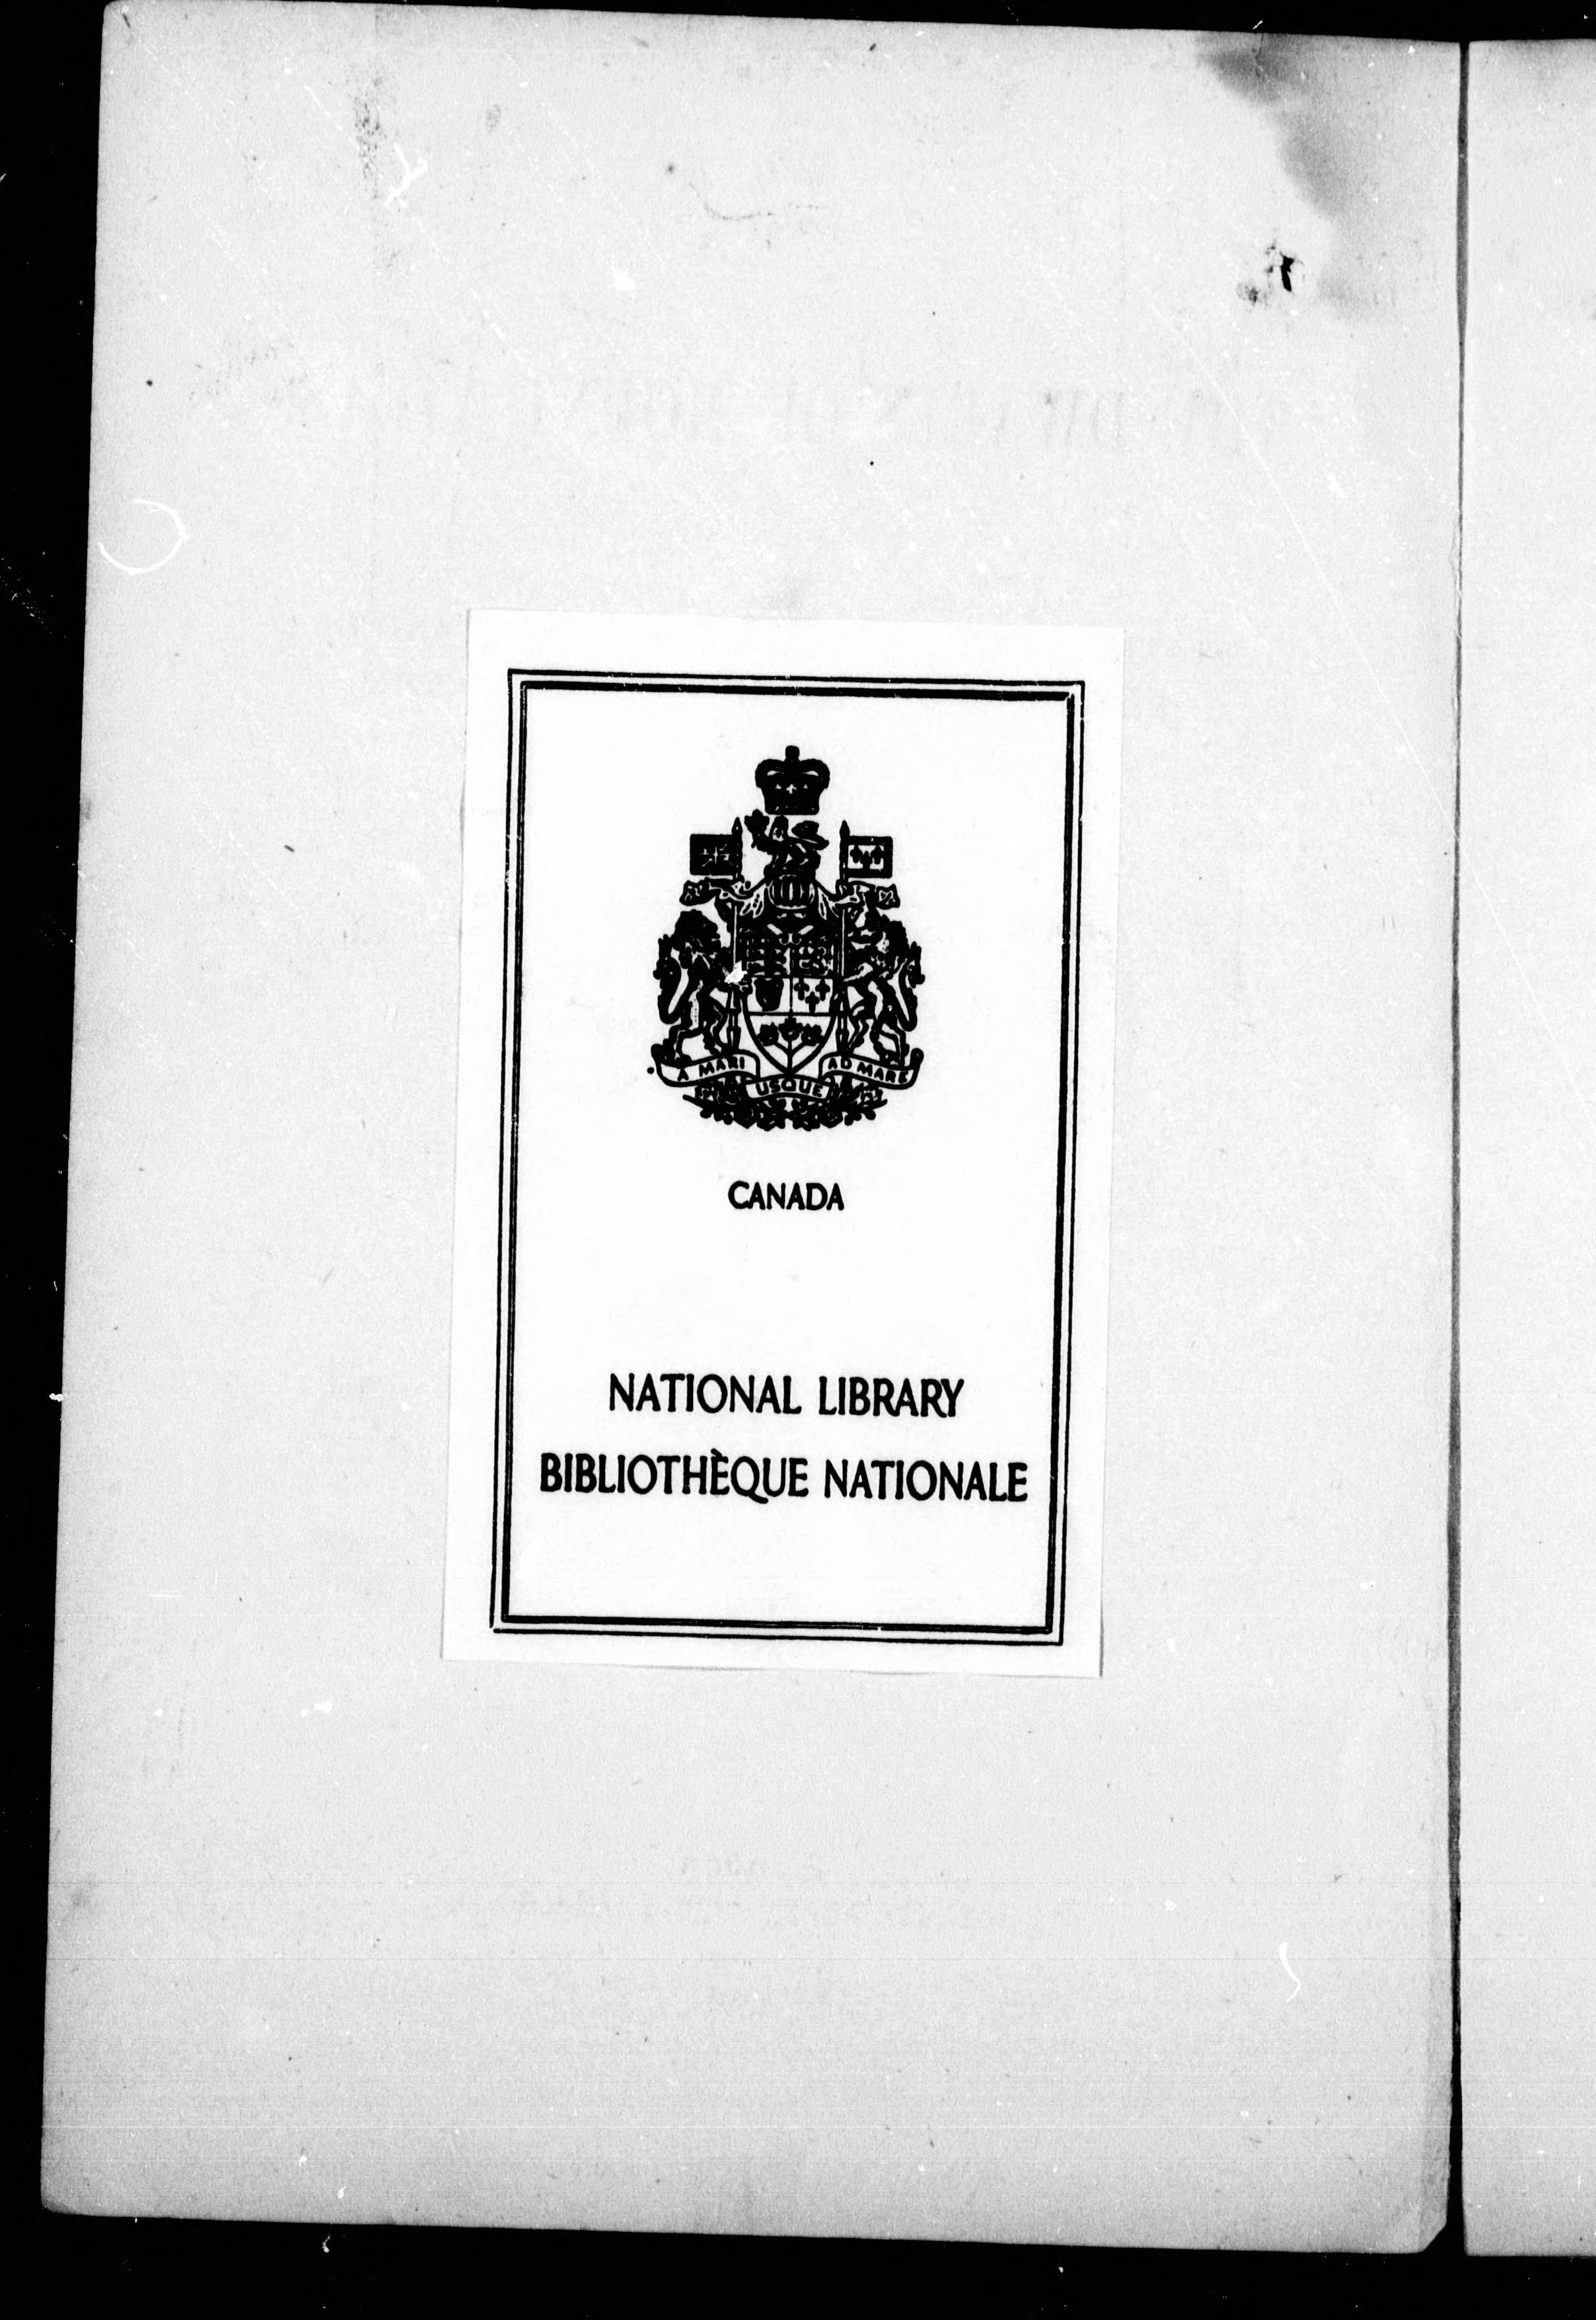 A MARI USQUE AD MARE
CANADA
NATIONAL LIBRARY
BIBLIOTHÈQUE NATIONALE